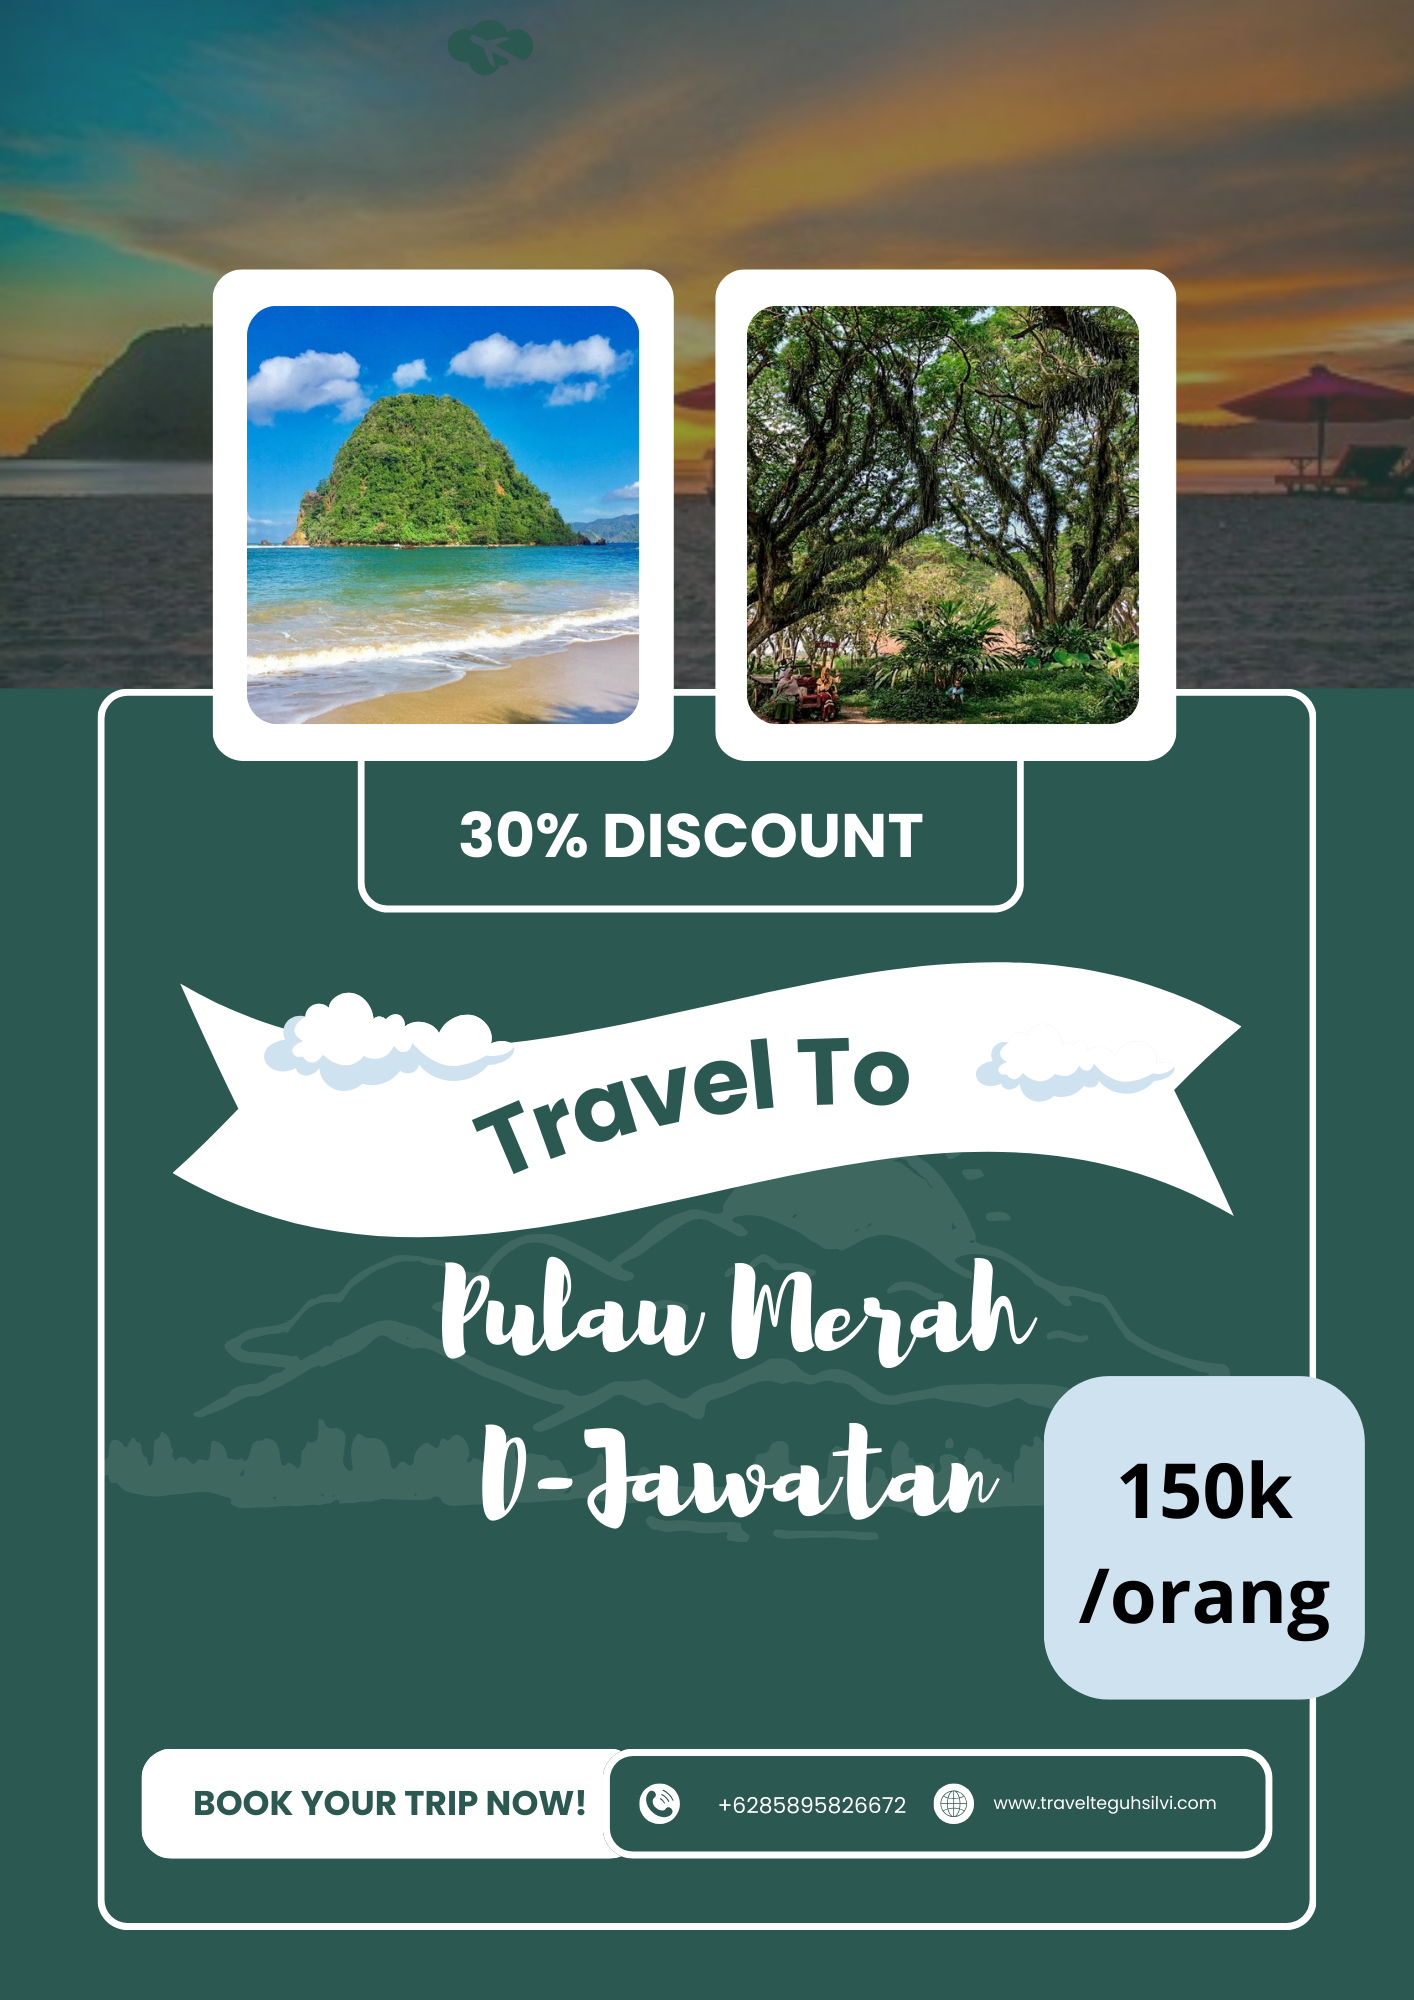 30% DISCOUNT
Travel To
Pulau Merah
D-Jawatan
150k
/orang
BOOK YOUR TRIP NOW!
+6285895826672
www.travelteguhsilvi.com